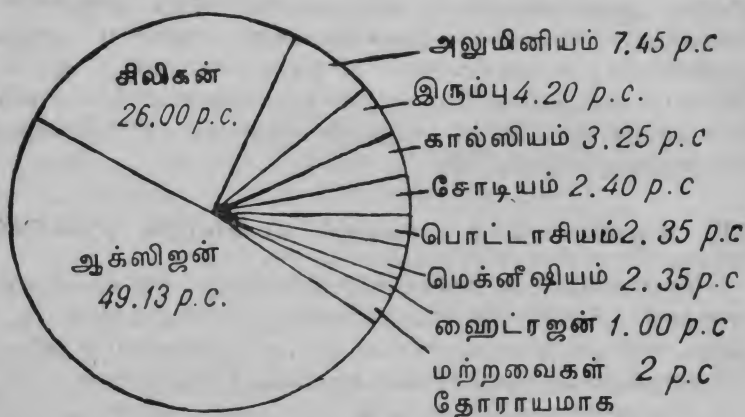 சிலிகன்
26.00 p.c.
ஆக்ஸிஜன்
49.13 p.c.
அலுமினியம் 7.45 p.c
இரும்பு 4.20 p.c.
கால்ஸியம் 3.25 p.c
சோடியம் 2.40 p.c
பொட்டாசியம் 2.35 p.c
மெக்னீஷியம் 2.35 p.c
ஹைட்ரஜன் 1.00 p.c
மற்றவைகள் 2 p.c
தோராயமாக